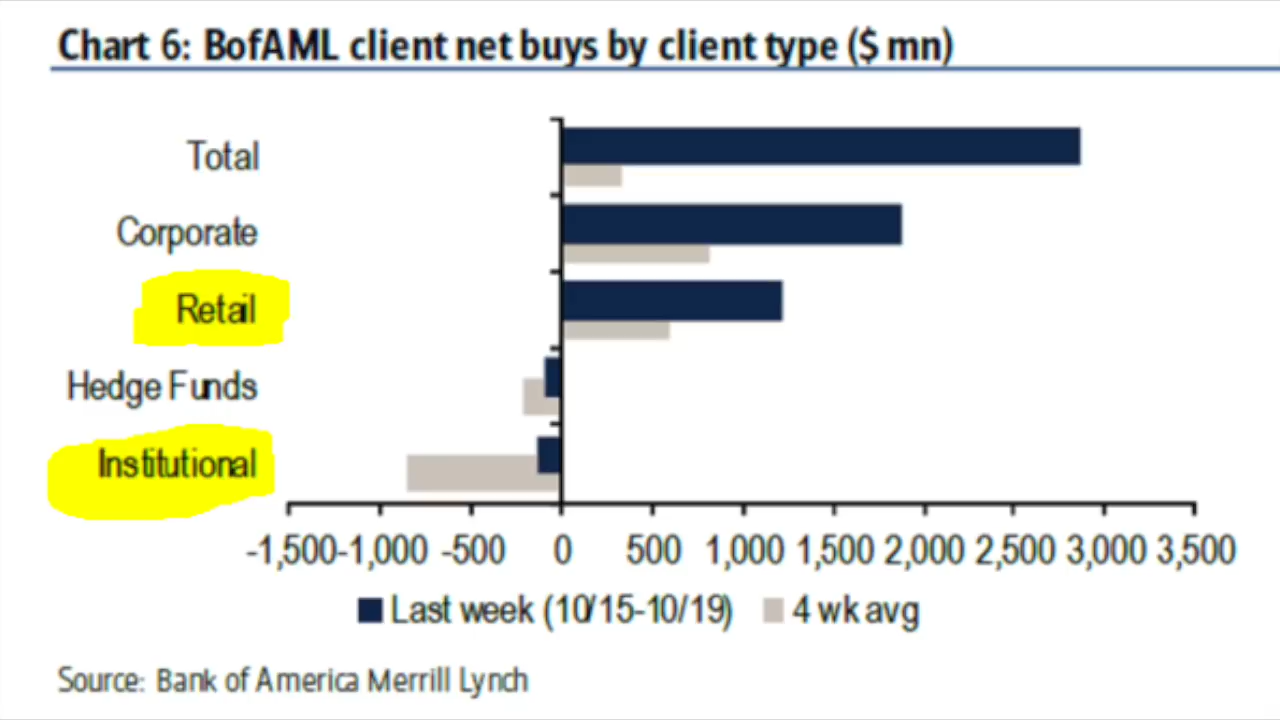 Chart 6: BofAML client net buys by client type ($ mn)
Total
Corporate
Retail
Hedge Funds
Institutional
-1,500 -1,000 -500 0 500 1,000 1,500 2,000 2,500 3,000 3,500
Last week (10/15-10/19) 4 wk avg
Source: Bank of America Merrill Lynch